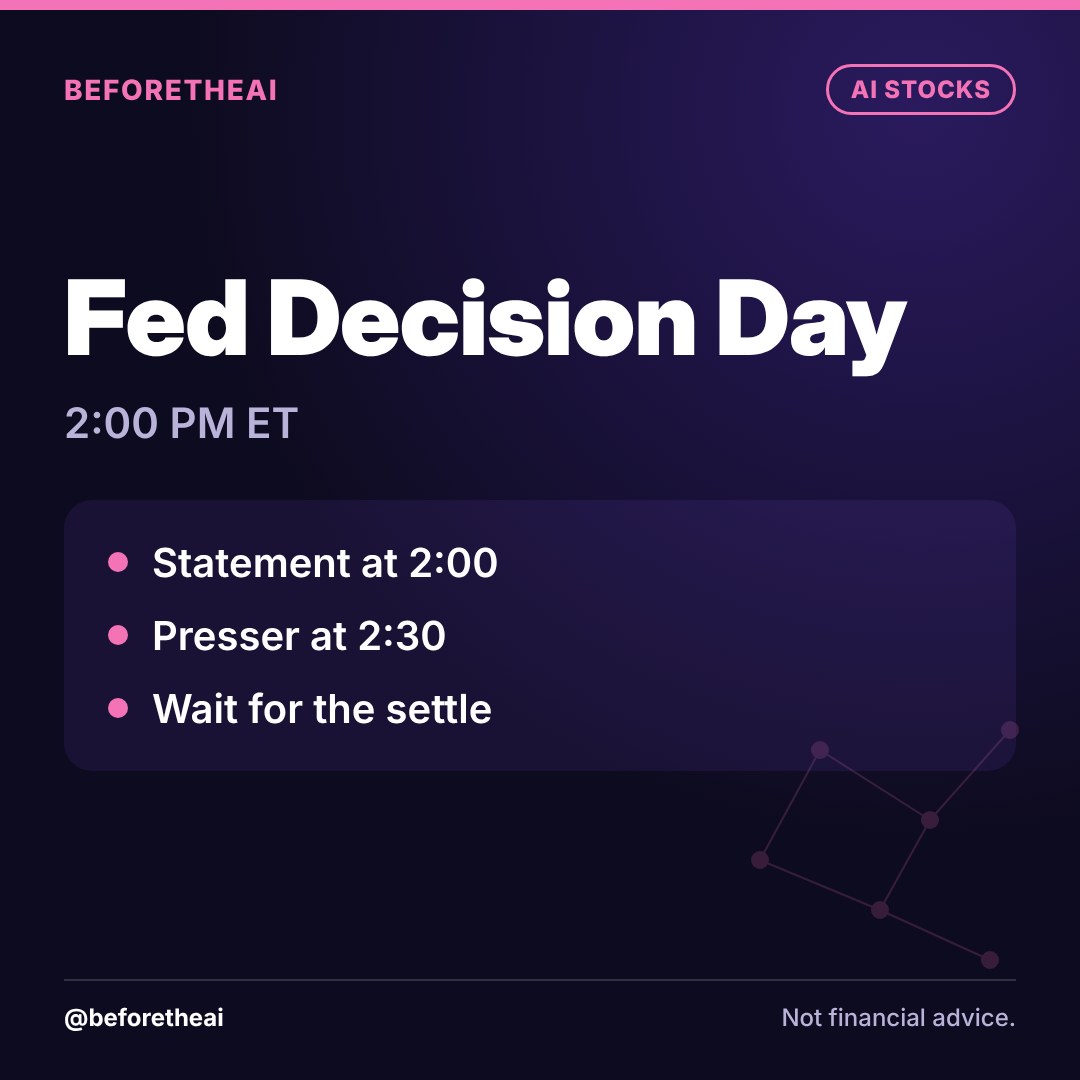 BEFORETHEAI
AI STOCKS
Fed Decision Day
2:00 PM ET
Statement at 2:00
Presser at 2:30
Wait for the settle
@beforetheai
Not financial advice.